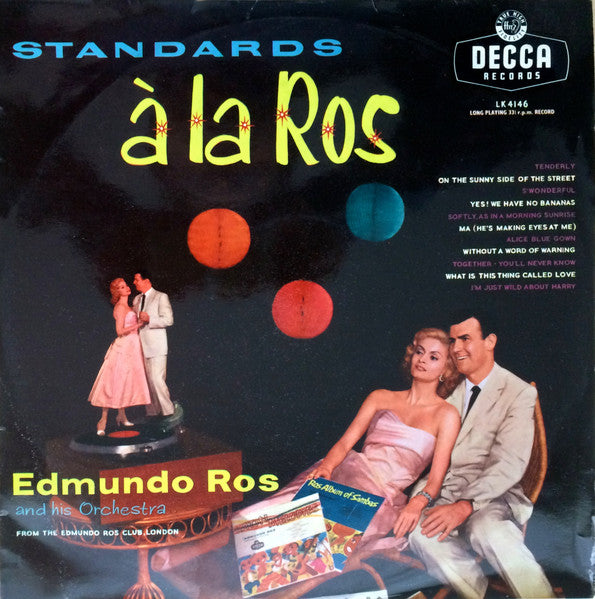 STANDARDS
à la Ros
TRUE HIGH
FIDELITY
DECCA
RECORDS
LK 4146
LONG PLAYING 33⅓ r.p.m. RECORD
TENDERLY
ON THE SUNNY SIDE OF THE STREET
S'WONDERFUL
YES! WE HAVE NO BANANAS
SOFTLY, AS IN A MORNING SUNRISE
MA (HE'S MAKING EYES AT ME)
ALICE BLUE GOWN
WITHOUT A WORD OF WARNING
TOGETHER - YOU'LL NEVER KNOW
WHAT IS THIS THING CALLED LOVE
I'M JUST WILD ABOUT HARRY
Edmundo Ros
and his Orchestra
FROM THE EDMUNDO ROS CLUB, LONDON
Ros Album of Sambas